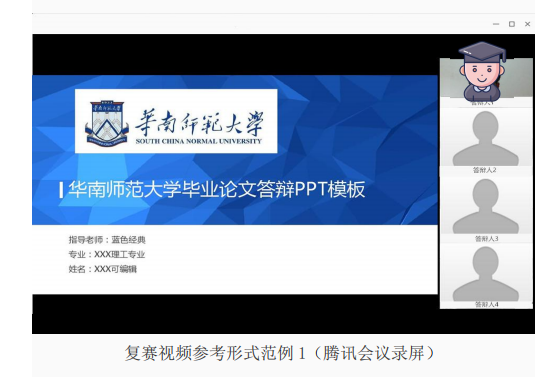 华南师范大学
SOUTH CHINA NORMAL UNIVERSITY
华南师范大学毕业论文答辩PPT模板
指导老师：蓝色经典
专业：XXX理工专业
姓名：XXX可编辑
答辩人1
答辩人2
答辩人3
答辩人4
复赛视频参考形式范例 1（腾讯会议录屏）